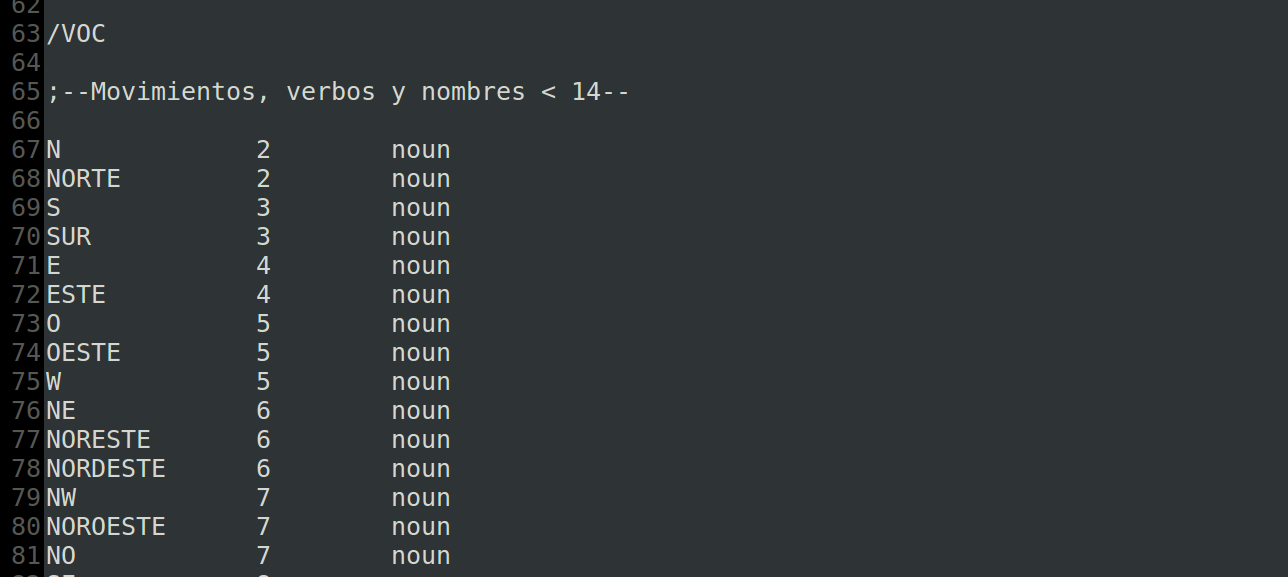 62
63 /VOC
64
65 ;--Movimientos, verbos y nombres < 14--
66
67 N 2 noun
68 NORTE 2 noun
69 S 3 noun
70 SUR 3 noun
71 E 4 noun
72 ESTE 4 noun
73 O 5 noun
74 OESTE 5 noun
75 W 5 noun
76 NE 6 noun
77 NORESTE 6 noun
78 NORDESTE 6 noun
79 NW 7 noun
80 NOROESTE 7 noun
81 NO 7 noun